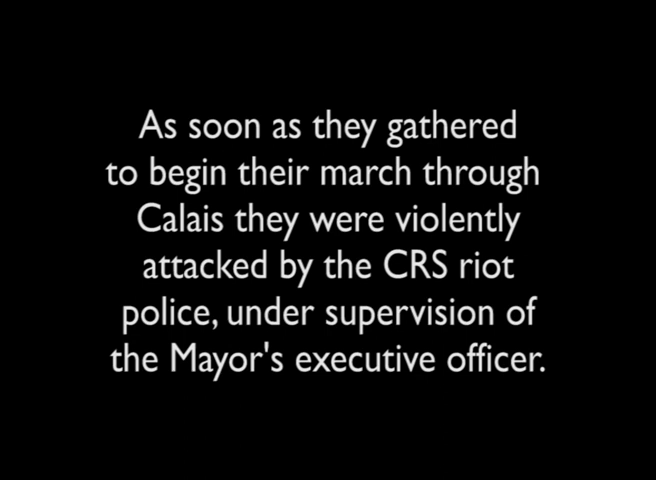 As soon as they gathered
to begin their march through
Calais they were violently
attacked by the CRS riot
police, under supervision of
the Mayor's executive officer.